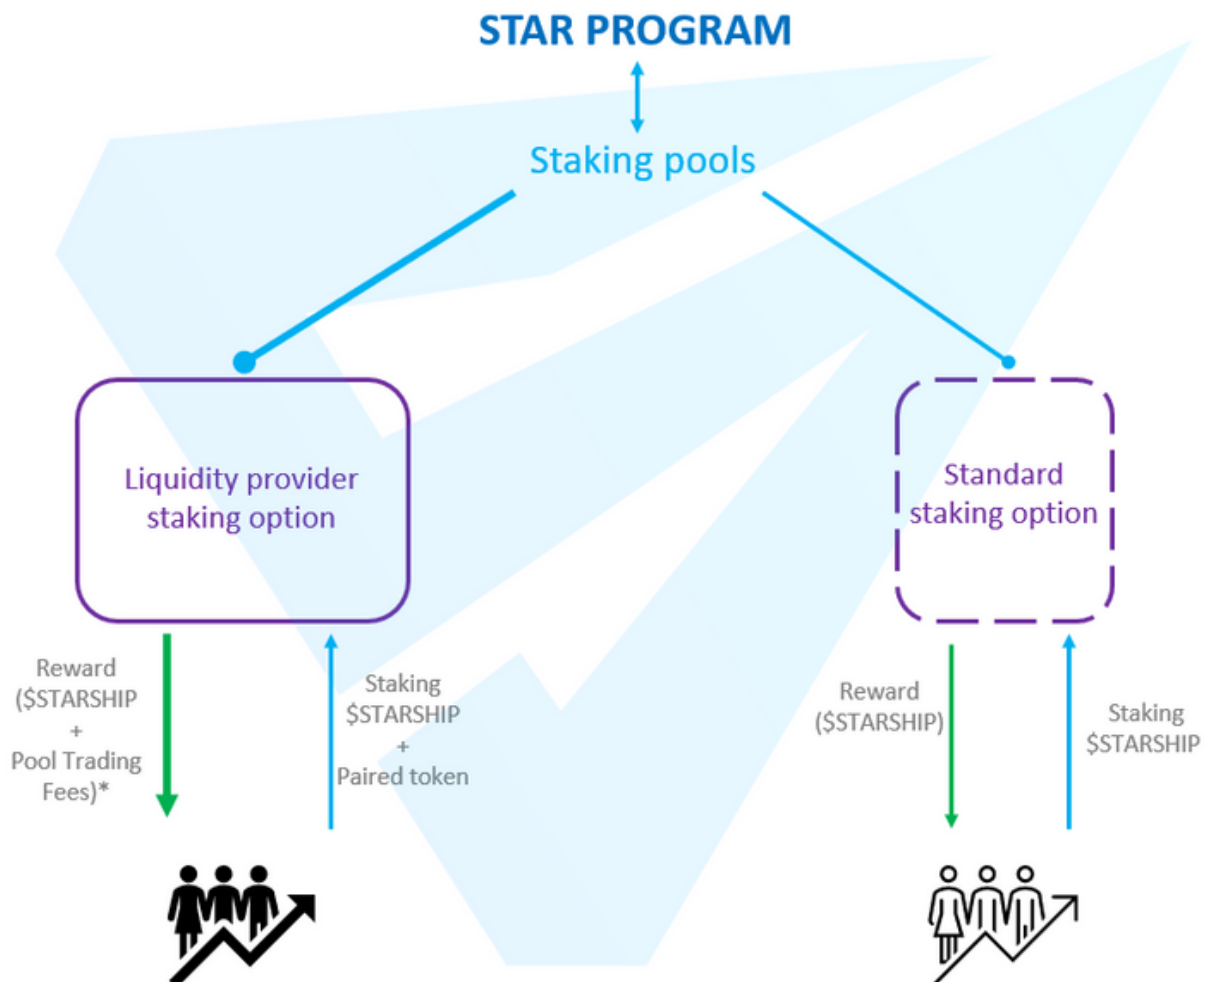 STAR PROGRAM
Staking pools
Liquidity provider
staking option
Standard
staking option
Reward
($STARSHIP
+
Pool Trading
Fees)*
Staking
$STARSHIP
+
Paired token
Reward
($STARSHIP)
Staking
$STARSHIP